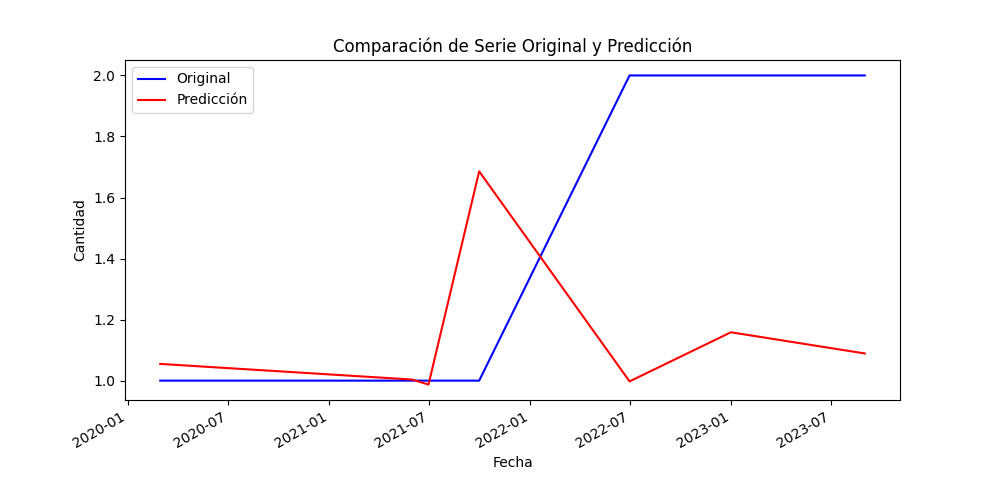 Comparación de Serie Original y Predicción
Original
Predicción
Cantidad
2.0
1.8
1.6
1.4
1.2
1.0
2020-01
2020-07
2021-01
2021-07
2022-01
2022-07
2023-01
2023-07
Fecha